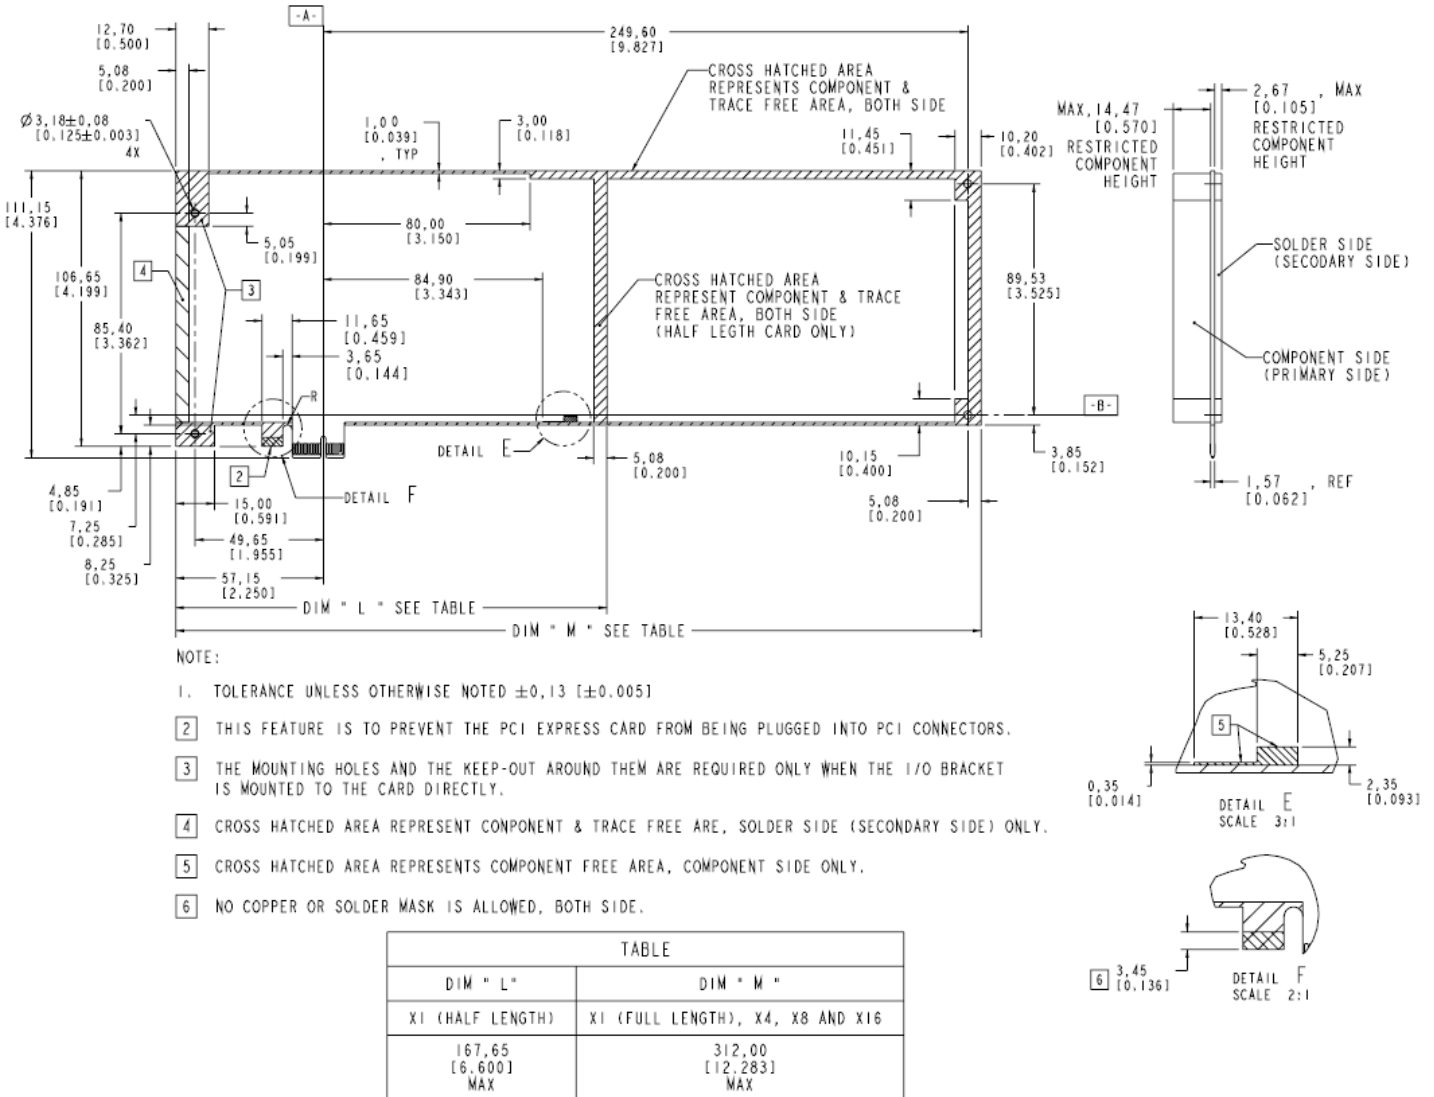 -A-
12,70
[0.500]
249,60
[9.827]
5,08
[0.200]
CROSS HATCHED AREA
REPRESENTS COMPONENT &
TRACE FREE AREA, BOTH SIDE
Ø3,18±0,08
[0.125±0.003]
4X
1,00
[0.039]
, TYP
3,00
[0.118]
11,45
[0.451]
10,20
[0.402]
MAX,14,47
[0.570]
RESTRICTED
COMPONENT
HEIGHT
2,67 , MAX
[0.105]
RESTRICTED
COMPONENT
HEIGHT
111,15
[4.376]
80,00
[3.150]
5,05
[0.199]
4
3
106,65
[4.199]
84,90
[3.343]
CROSS HATCHED AREA
REPRESENT COMPONENT & TRACE
FREE AREA, BOTH SIDE
(HALF LEGTH CARD ONLY)
89,53
[3.525]
SOLDER SIDE
(SECODARY SIDE)
85,40
[3.362]
11,65
[0.459]
3,65
[0.144]
COMPONENT SIDE
(PRIMARY SIDE)
R
-B-
DETAIL E
2
DETAIL F
5,08
[0.200]
10,15
[0.400]
3,85
[0.152]
4,85
[0.191]
15,00
[0.591]
5,08
[0.200]
1,57 , REF
[0.062]
7,25
[0.285]
49,65
[1.955]
8,25
[0.325]
57,15
[2.250]
DIM " L " SEE TABLE
DIM " M " SEE TABLE
NOTE:
1. TOLERANCE UNLESS OTHERWISE NOTED ±0,13 [±0.005]
2 THIS FEATURE IS TO PREVENT THE PCI EXPRESS CARD FROM BEING PLUGGED INTO PCI CONNECTORS.
3 THE MOUNTING HOLES AND THE KEEP-OUT AROUND THEM ARE REQUIRED ONLY WHEN THE I/O BRACKET
IS MOUNTED TO THE CARD DIRECTLY.
4 CROSS HATCHED AREA REPRESENT CONPONENT & TRACE FREE ARE, SOLDER SIDE (SECONDARY SIDE) ONLY.
5 CROSS HATCHED AREA REPRESENTS COMPONENT FREE AREA, COMPONENT SIDE ONLY.
6 NO COPPER OR SOLDER MASK IS ALLOWED, BOTH SIDE.
13,40
[0.528]
5,25
[0.207]
5
0,35
[0.014]
2,35
[0.093]
DETAIL E
SCALE 3:1
6
3,45
[0.136]
DETAIL F
SCALE 2:1
TABLE
DIM " L" DIM " M "
X1 (HALF LENGTH) X1 (FULL LENGTH), X4, X8 AND X16
167,65 312,00
[6.600] [12.283]
MAX MAX